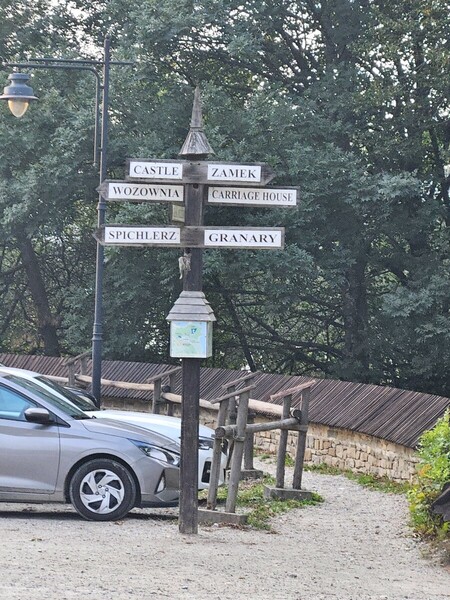 CASTLE ZAMEK
WOZOWNIA CARRIAGE HOUSE
SPICHLERZ GRANARY